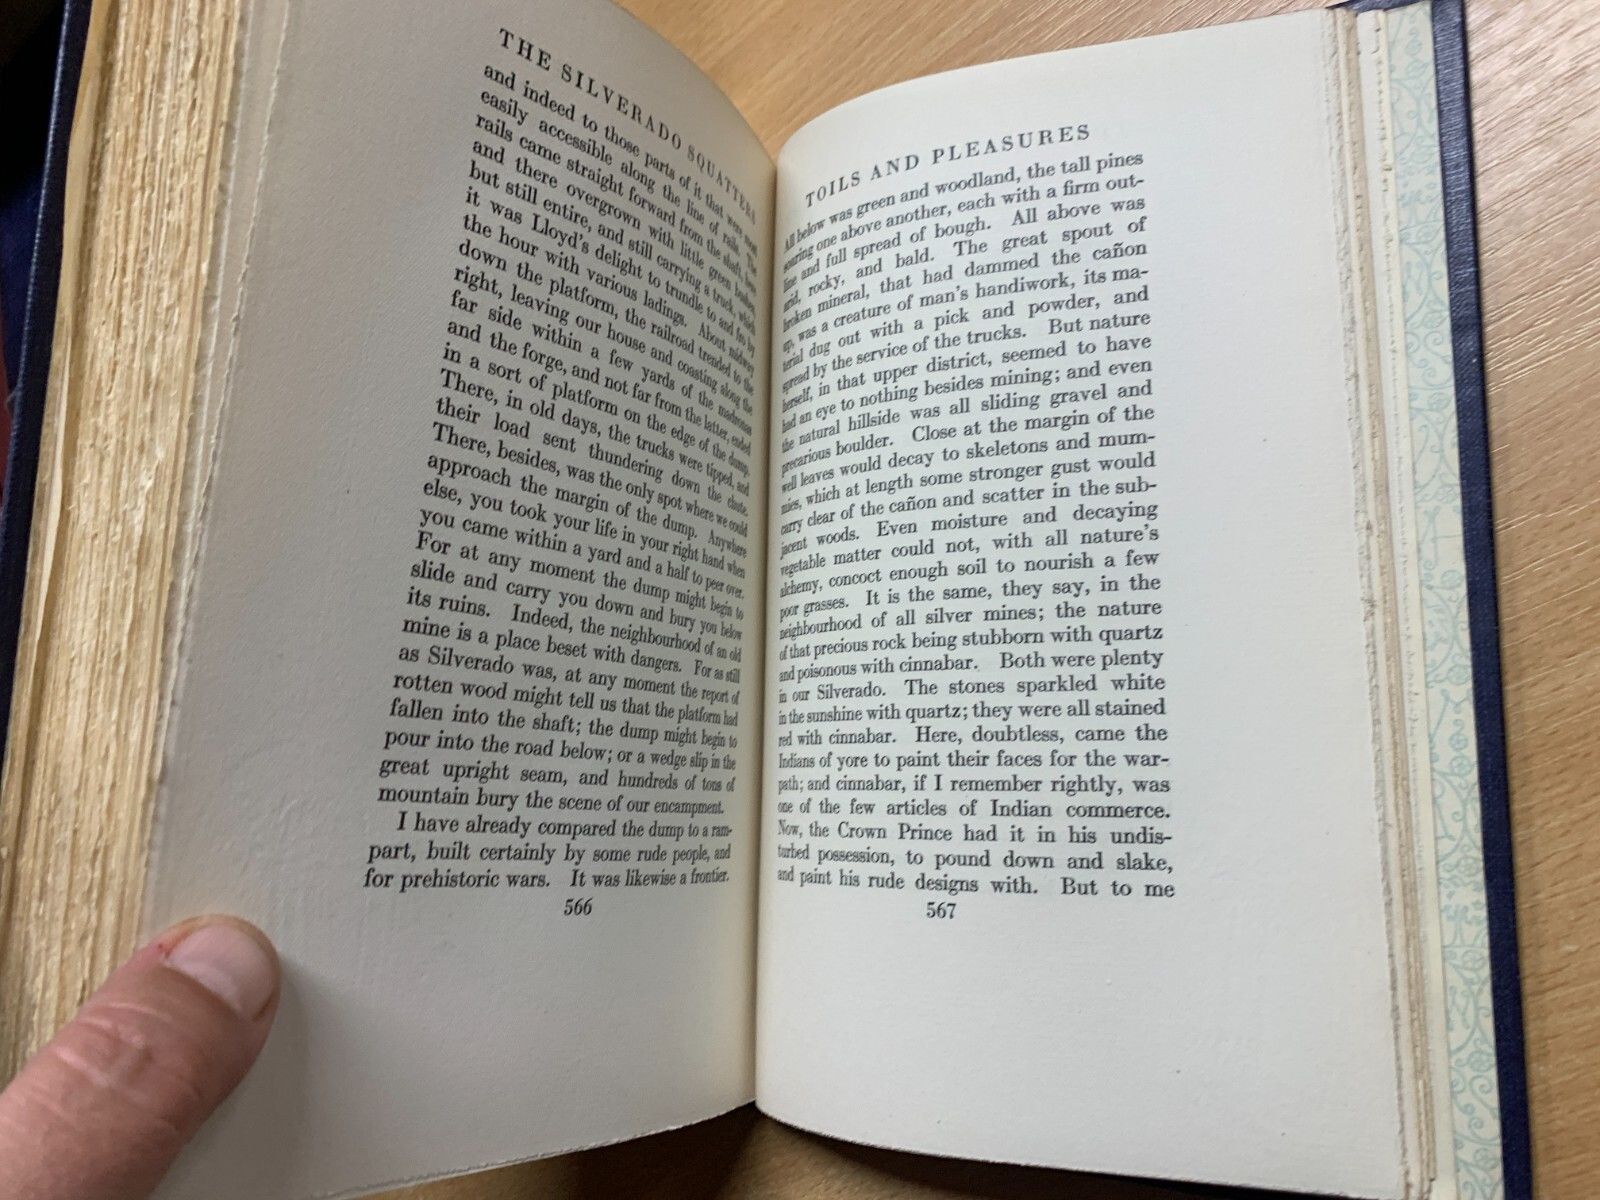 THE SILVERADO SQUATTERS
and indeed to those parts of it that were most
easily accessible along the line of rails. The
rails came straight forward from the shaft, here
and there overgrown with little green bushes,
but still entire, and still carrying a truck, which
it was Lloyd's delight to trundle to and fro by
the hour with various ladings. About midway
down the platform, the railroad trended to the
right, leaving our house and coasting along the
far side within a few yards of the madronas
and the forge, and not far from the latter, ended
in a sort of platform on the edge of the dump.
There, in old days, the trucks were tipped, and
their load sent thundering down the chute.
There, besides, was the only spot where we could
approach the margin of the dump. Anywhere
else, you took your life in your right hand when
you came within a yard and a half to peer over.
For at any moment the dump might begin to
slide and carry you down and bury you below
its ruins. Indeed, the neighbourhood of an old
mine is a place beset with dangers. For as still
as Silverado was, at any moment the report of
rotten wood might tell us that the platform had
fallen into the shaft; the dump might begin to
pour into the road below; or a wedge slip in the
great upright seam, and hundreds of tons of
mountain bury the scene of our encampment.
I have already compared the dump to a ram-
part, built certainly by some rude people, and
for prehistoric wars. It was likewise a frontier.
566
TOILS AND PLEASURES
All below was green and woodland, the tall pines
soaring one above another, each with a firm out-
line and full spread of bough. All above was
arid, rocky, and bald. The great spout of
broken mineral, that had dammed the cañon
up, was a creature of man's handiwork, its ma-
terial dug out with a pick and powder, and
spread by the service of the trucks. But nature
herself, in that upper district, seemed to have
had an eye to nothing besides mining; and even
the natural hillside was all sliding gravel and
precarious boulder. Close at the margin of the
well leaves would decay to skeletons and mum-
mies, which at length some stronger gust would
carry clear of the cañon and scatter in the sub-
jacent woods. Even moisture and decaying
vegetable matter could not, with all nature's
alchemy, concoct enough soil to nourish a few
poor grasses. It is the same, they say, in the
neighbourhood of all silver mines; the nature
of that precious rock being stubborn with quartz
and poisonous with cinnabar. Both were plenty
in our Silverado. The stones sparkled white
in the sunshine with quartz; they were all stained
red with cinnabar. Here, doubtless, came the
Indians of yore to paint their faces for the war-
path; and cinnabar, if I remember rightly, was
one of the few articles of Indian commerce.
Now, the Crown Prince had it in his undis-
turbed possession, to pound down and slake,
and paint his rude designs with. But to me
567